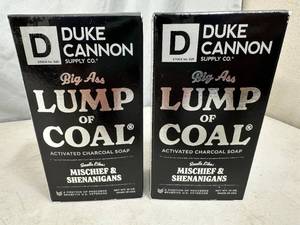 D
DUKE
CANNON
SUPPLY CO.®
Big Ass
LUMP
OF
COAL®
ACTIVATED CHARCOAL SOAP
Smells Like:
MISCHIEF &
SHENANIGANS
D
DUKE
CANNON
SUPPLY CO.®
Big Ass
LUMP
OF
COAL®
ACTIVATED CHARCOAL SOAP
Smells Like:
MISCHIEF &
SHENANIGANS